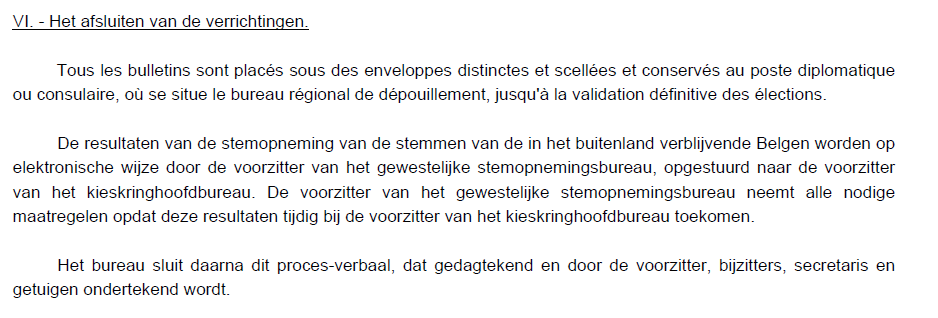 VI. - Het afsluiten van de verrichtingen.
Tous les bulletins sont placés sous des enveloppes distinctes et scellées et conservés au poste diplomatique
ou consulaire, où se situe le bureau régional de dépouillement, jusqu'à la validation définitive des élections.
De resultaten van de stemopneming van de stemmen van de in het buitenland verblijvende Belgen worden op
elektronische wijze door de voorzitter van het gewestelijke stemopnemingsbureau, opgestuurd naar de voorzitter
van het kieskringhoofdbureau. De voorzitter van het gewestelijke stemopnemingsbureau neemt alle nodige
maatregelen opdat deze resultaten tijdig bij de voorzitter van het kieskringhoofdbureau toekomen.
Het bureau sluit daarna dit proces-verbaal, dat gedagtekend en door de voorzitter, bijzitters, secretaris en
getuigen ondertekend wordt.